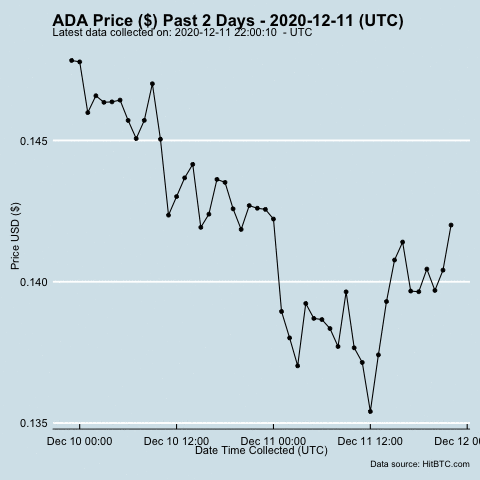 ADA Price ($) Past 2 Days - 2020-12-11 (UTC)
Latest data collected on: 2020-12-11 22:00:10 - UTC
0.145
0.140
0.135
Price USD ($)
Dec 10 00:00 Dec 10 12:00 Dec 11 00:00 Dec 11 12:00 Dec 12 0
Date Time Collected (UTC)
Data source: HitBTC.com